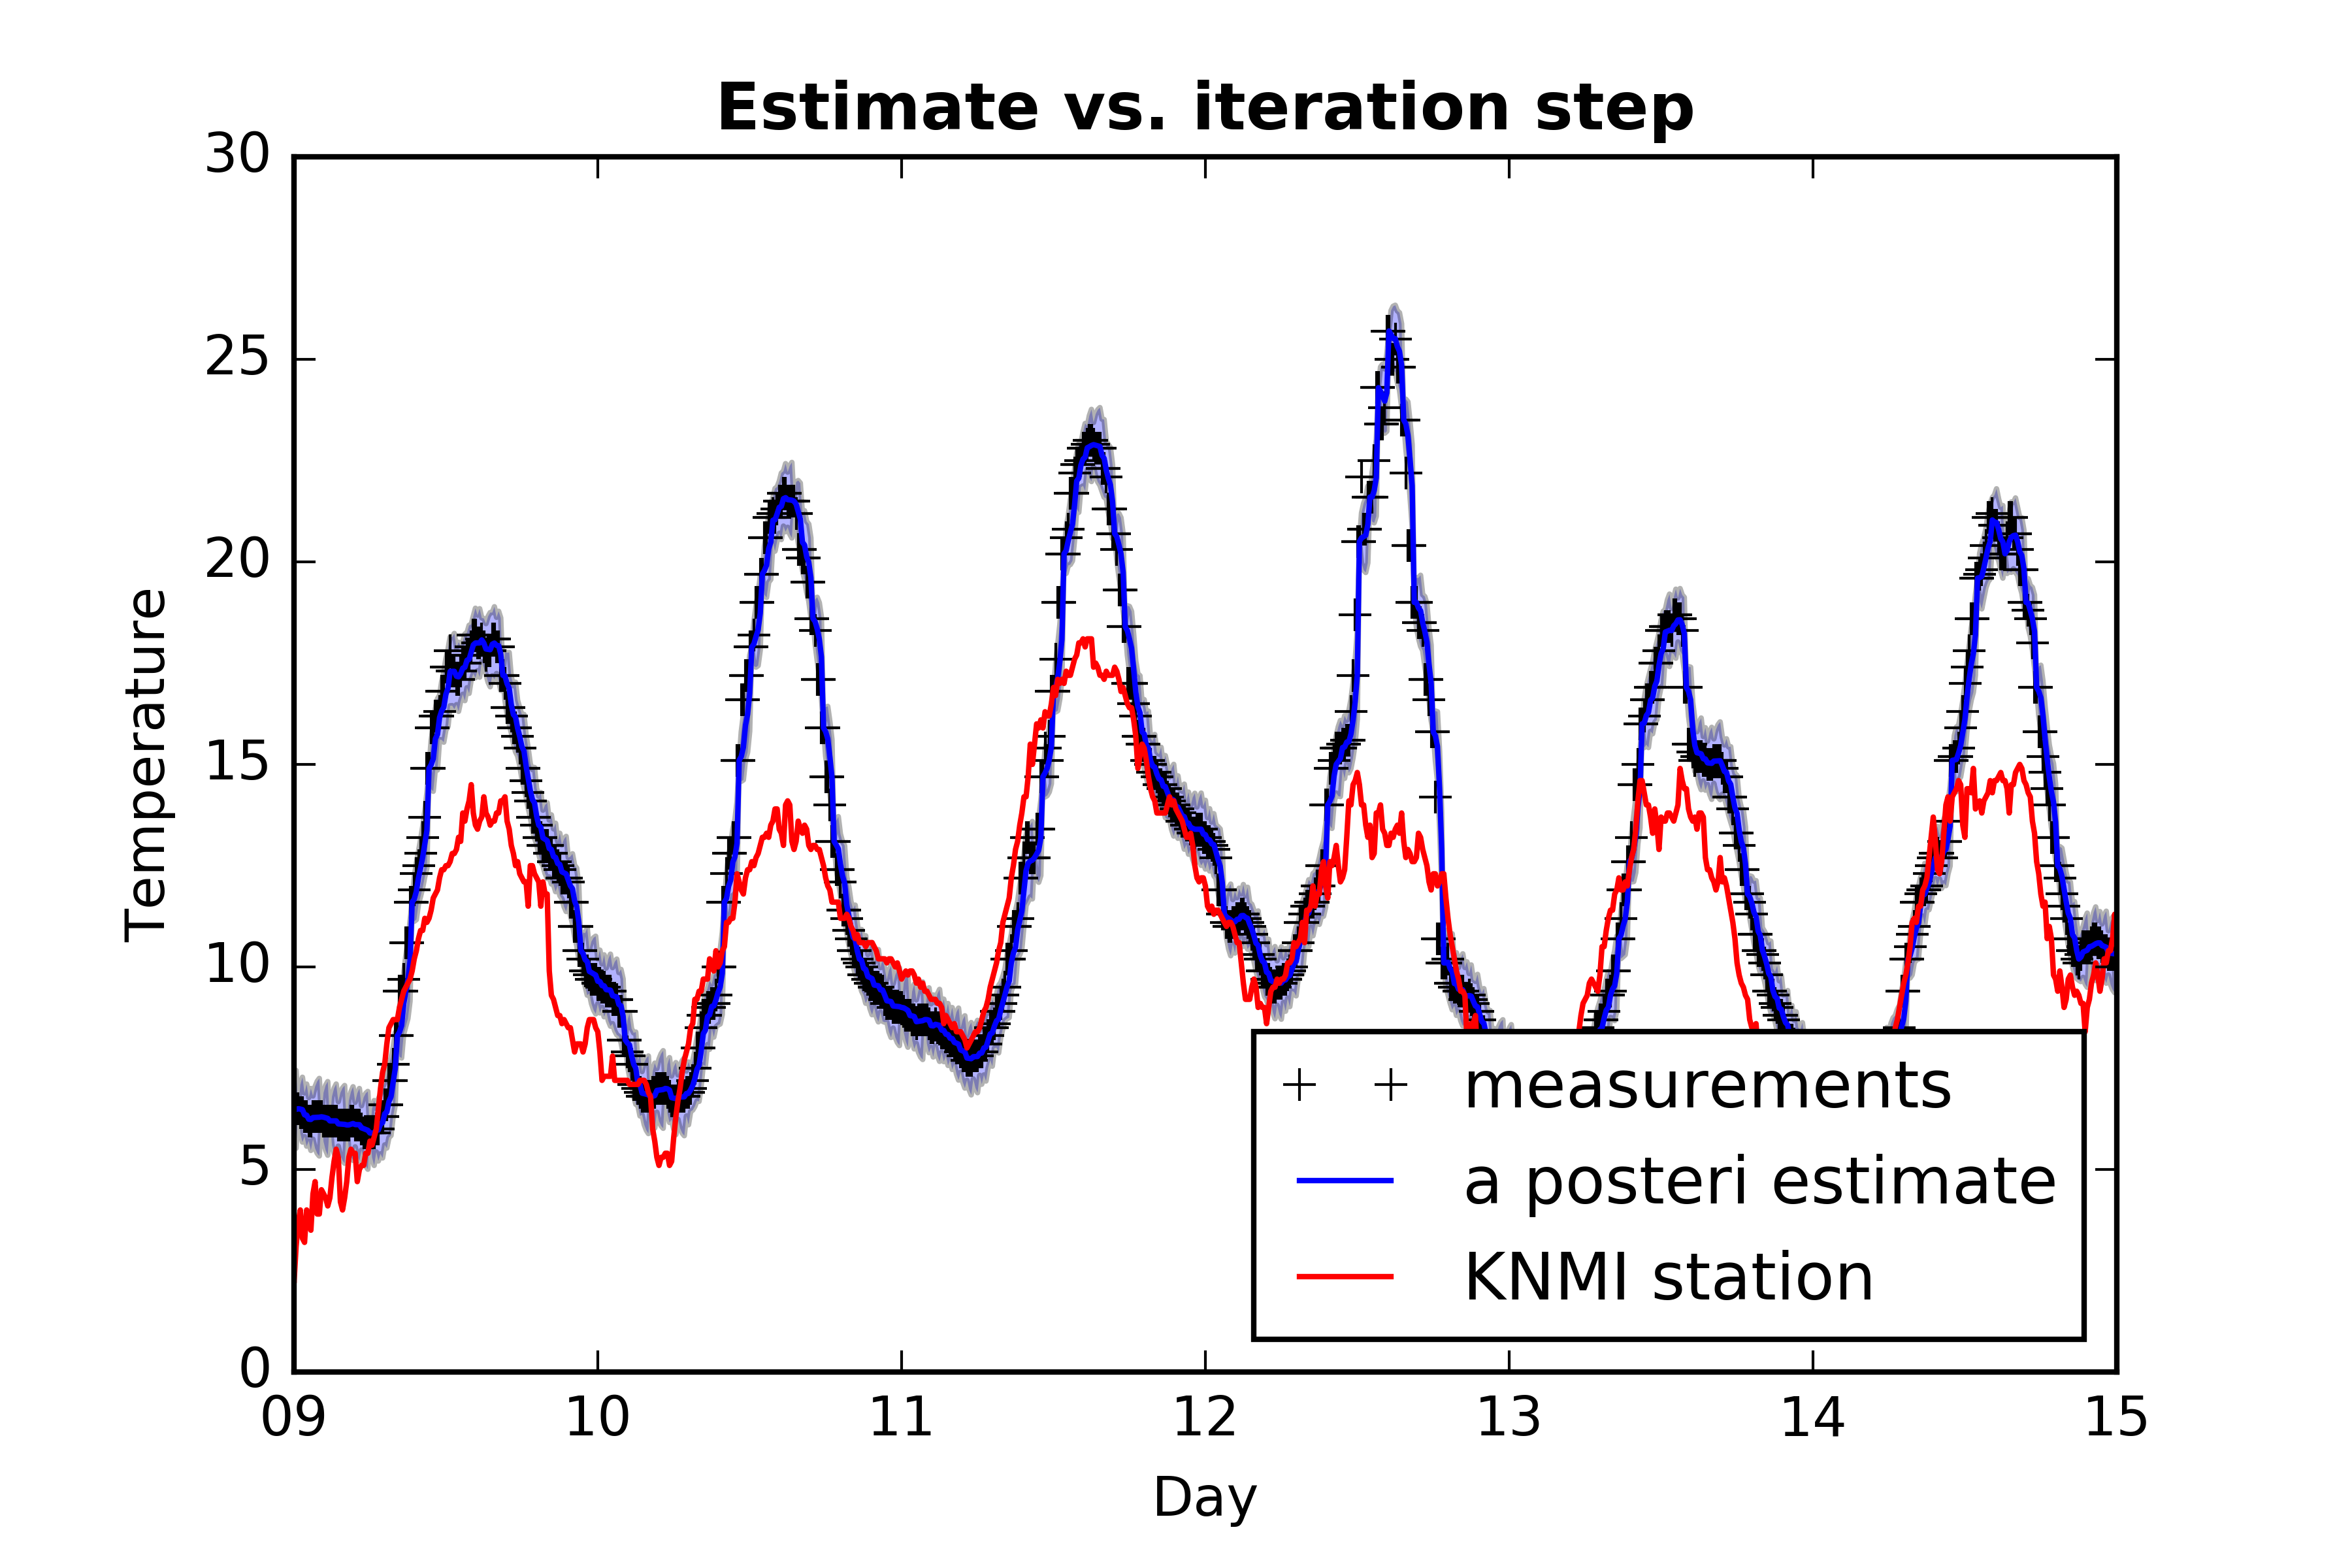 Estimate vs. iteration step
30
25
20
15
10
5
0
Temperature
09 10 11 12 13 14 15
Day
measurements
a posteri estimate
KNMI station